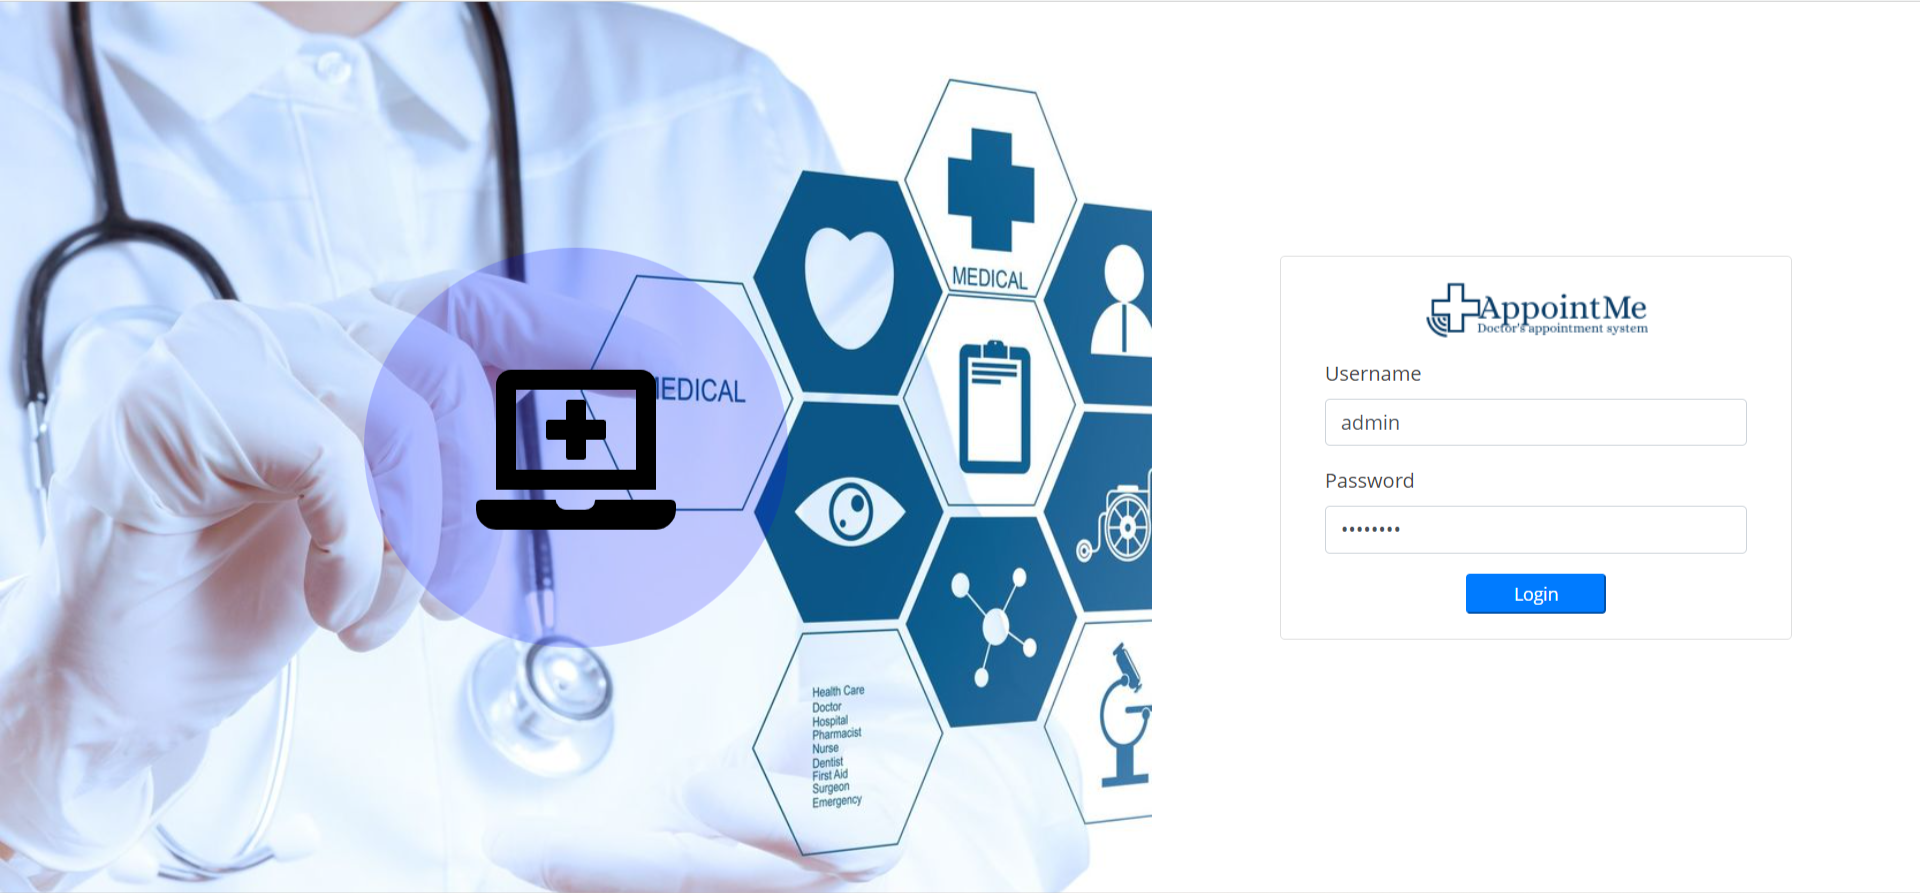 MEDICAL
MEDICAL
Health Care
Doctor
Hospital
Pharmacist
Nurse
Dentist
First Aid
Surgeon
Emergency
AppointMe
Doctor's appointment system
Username
admin
Password
••••••••
Login